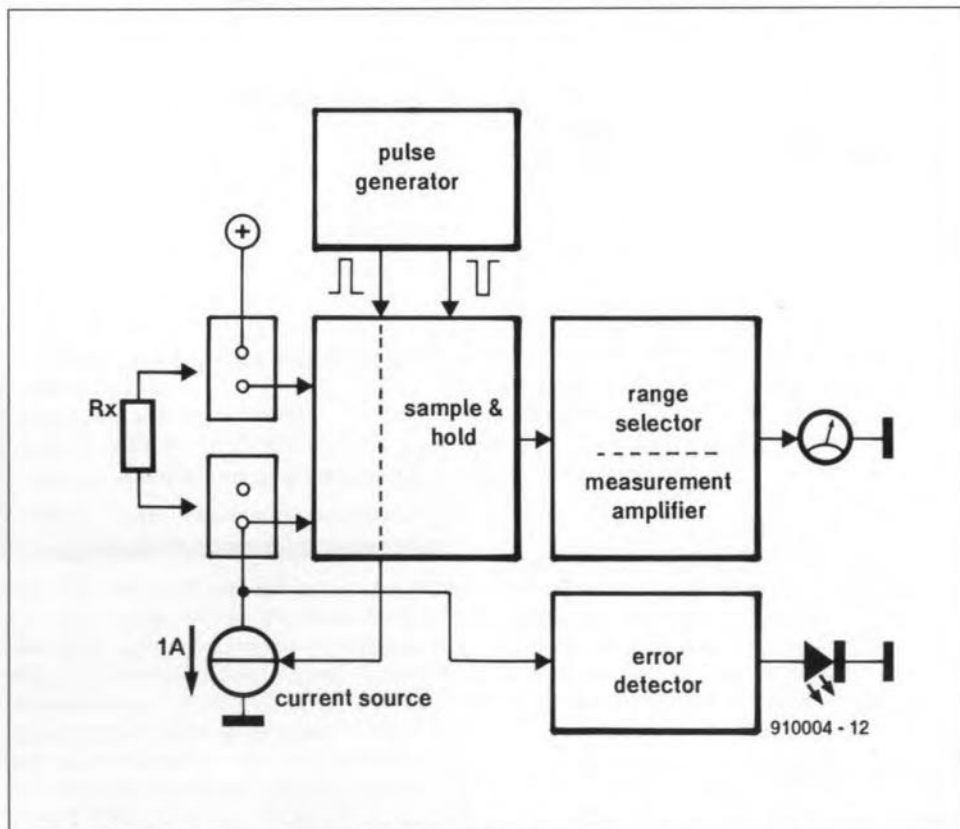 pulse
generator
+
Rx
sample &
hold
range
selector
measurement
amplifier
1A
current source
error
detector
910004 - 12